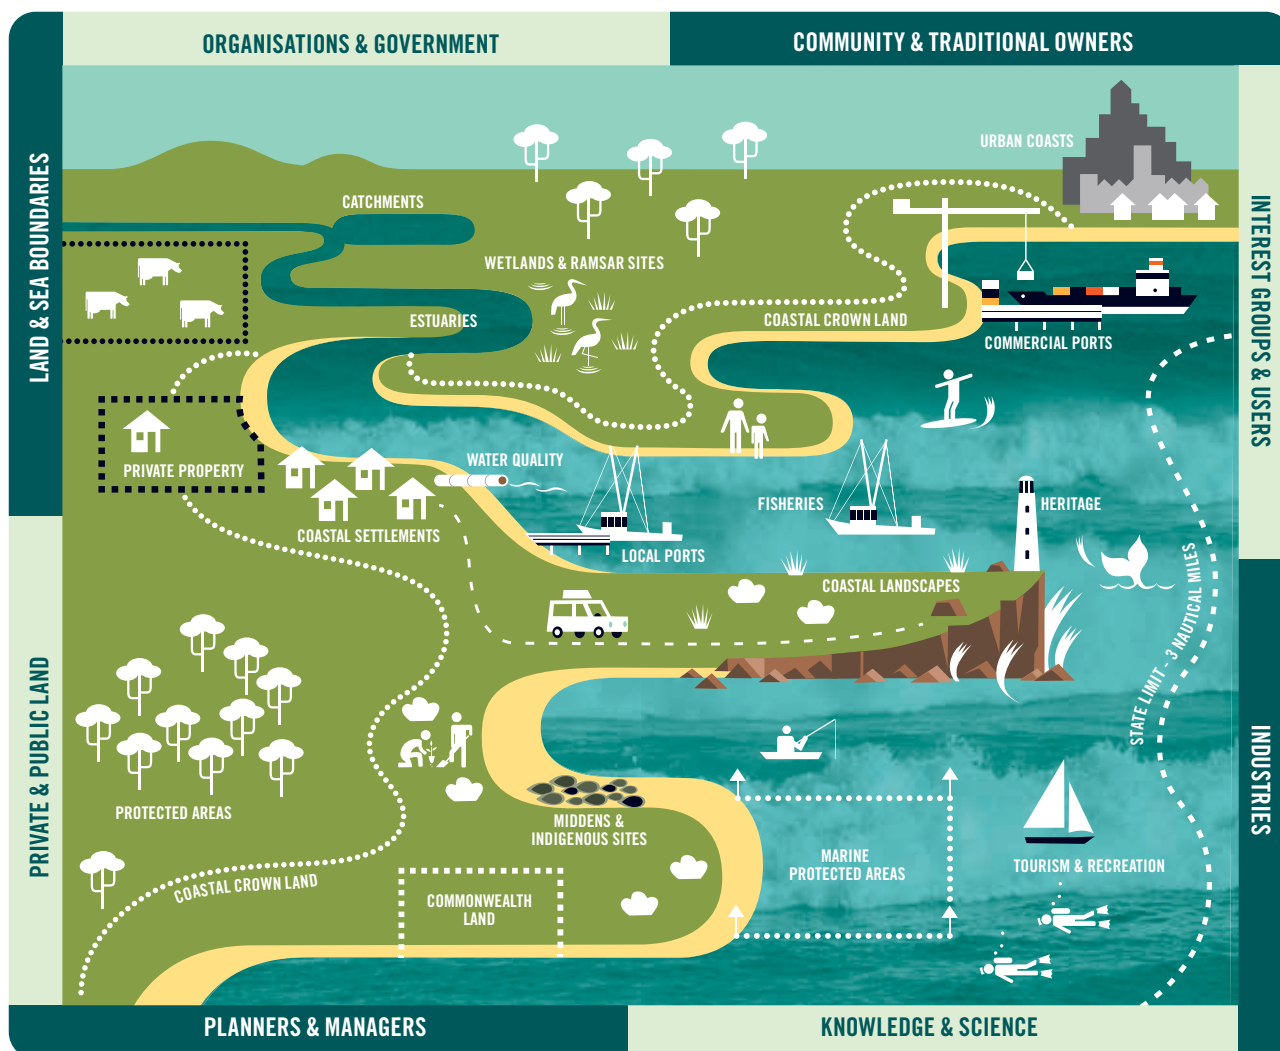 ORGANISATIONS & GOVERNMENT
COMMUNITY & TRADITIONAL OWNERS
LAND & SEA BOUNDARIES
PRIVATE & PUBLIC LAND
INTEREST GROUPS & USERS
INDUSTRIES
URBAN COASTS
CATCHMENTS
WETLANDS & RAMSAR SITES
ESTUARIES
COASTAL CROWN LAND
COMMERCIAL PORTS
PRIVATE PROPERTY
WATER QUALITY
COASTAL SETTLEMENTS
LOCAL PORTS
FISHERIES
HERITAGE
COASTAL LANDSCAPES
STATE LIMIT - 3 NAUTICAL MILES
PROTECTED AREAS
MIDDENS &
INDIGENOUS SITES
MARINE
PROTECTED AREAS
TOURISM & RECREATION
COASTAL CROWN LAND
COMMONWEALTH
LAND
PLANNERS & MANAGERS
KNOWLEDGE & SCIENCE